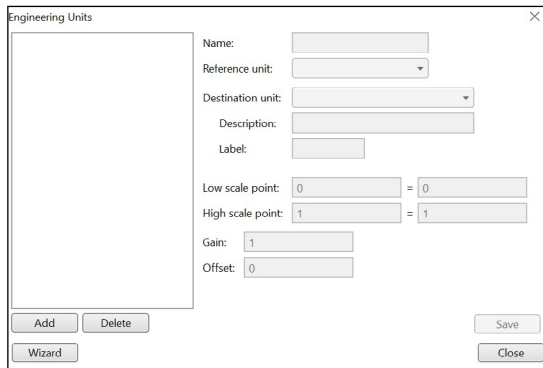 Engineering Units
Name:
Reference unit:
Destination unit:
Description:
Label:
Low scale point: 0 = 0
High scale point: 1 = 1
Gain: 1
Offset: 0
Add Delete Save
Wizard Close